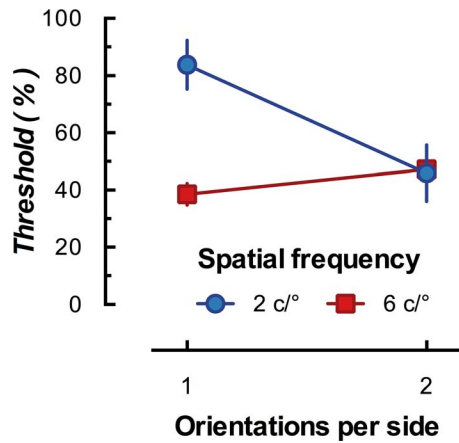 100
80
60
40
20
0
Threshold ( % )
Spatial frequency
2 c/° 6 c/°
1 2
Orientations per side